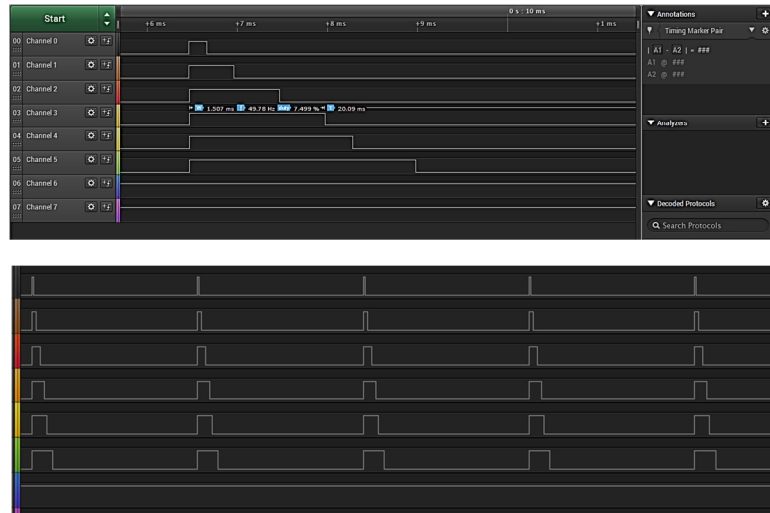 Start
0 s : 10 ms
+6 ms +7 ms +8 ms +9 ms +1 ms
Annotations
Timing Marker Pair
| A1 - A2 | = ###
A1 @ ###
A2 @ ###
00 Channel 0
01 Channel 1
02 Channel 2
1.507 ms 49.78 Hz 7.499 % 20.09 ms
03 Channel 3
04 Channel 4
05 Channel 5
06 Channel 6
07 Channel 7
Analyzers
Decoded Protocols
Search Protocols